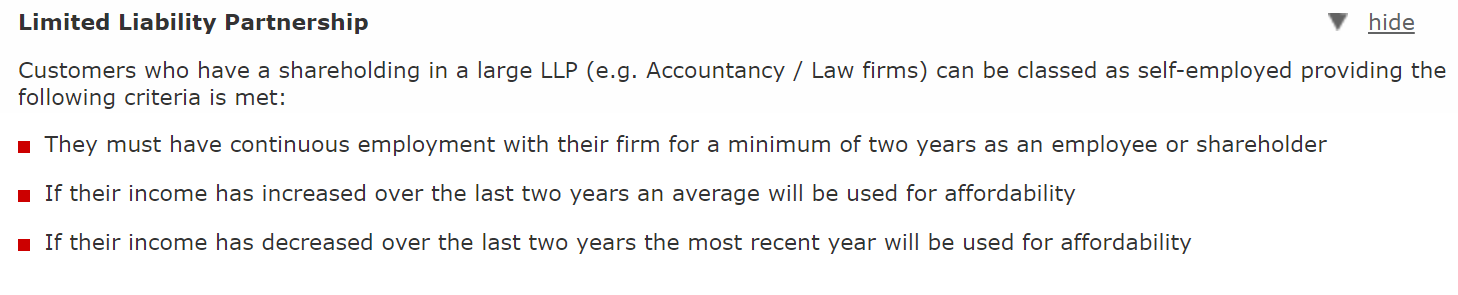 Limited Liability Partnership
hide
Customers who have a shareholding in a large LLP (e.g. Accountancy / Law firms) can be classed as self-employed providing the
following criteria is met:
They must have continuous employment with their firm for a minimum of two years as an employee or shareholder
If their income has increased over the last two years an average will be used for affordability
If their income has decreased over the last two years the most recent year will be used for affordability